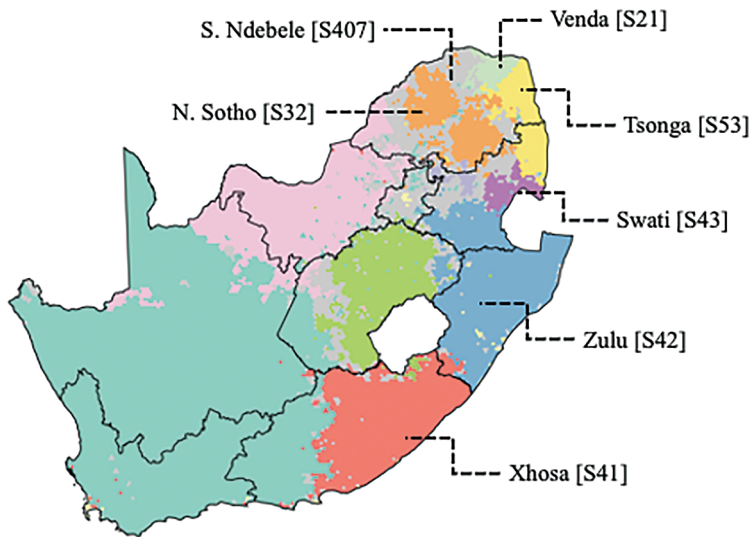 Venda [S21]
S. Ndebele [S407]
N. Sotho [S32]
Tsonga [S53]
Swati [S43]
Zulu [S42]
Xhosa [S41]